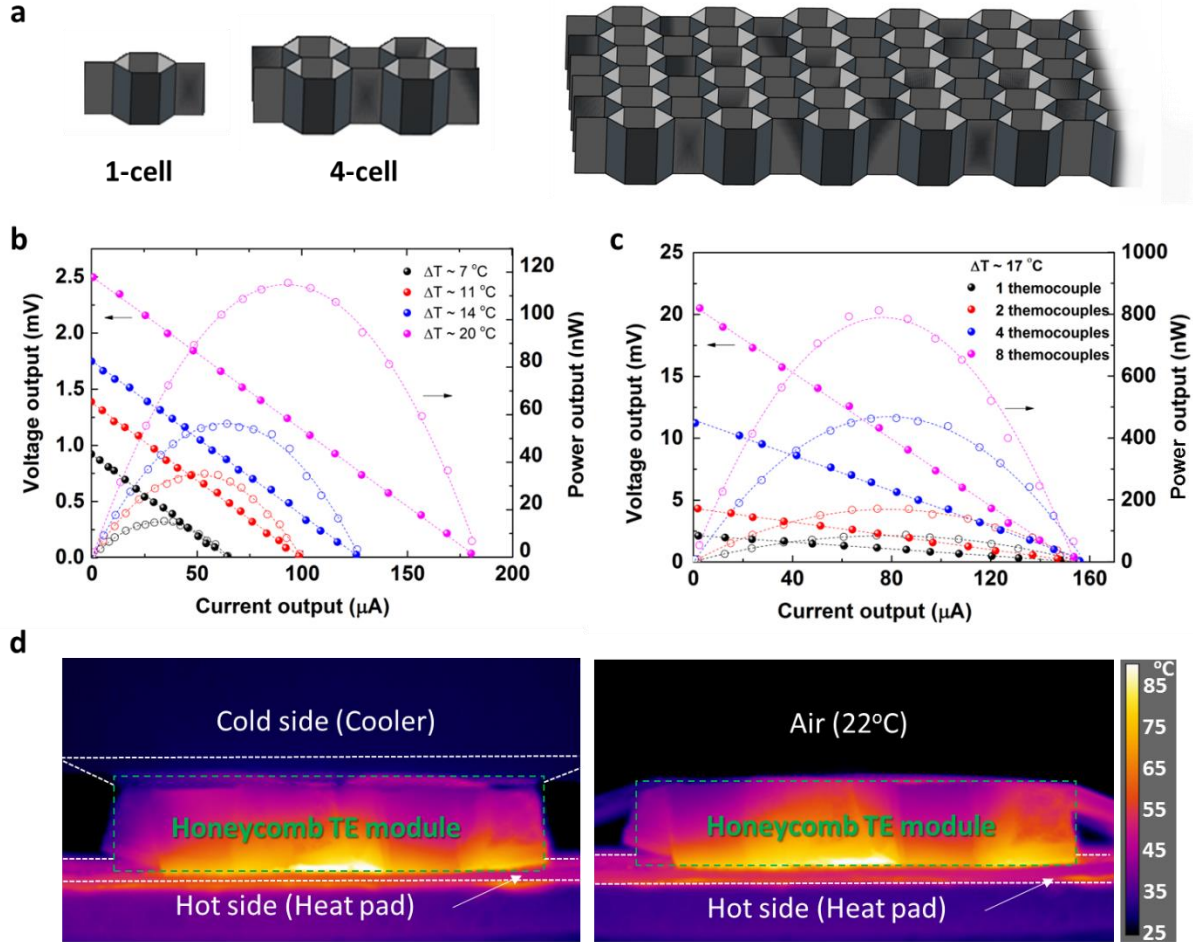 a
1-cell
4-cell
b
Voltage output (mV)
2.5
2.0
1.5
1.0
0.5
0.0
0
50
100
150
200
Current output (μA)
120
100
80
60
40
20
0
Power output (nW)
ΔT ~ 7 °C
ΔT ~ 11 °C
ΔT ~ 14 °C
ΔT ~ 20 °C
c
Voltage output (mV)
25
20
15
10
5
0
0
40
80
120
160
Current output (μA)
1000
800
600
400
200
0
Power output (nW)
ΔT ~ 17 °C
1 themocouple
2 themocouples
4 themocouples
8 themocouples
d
Cold side (Cooler)
Honeycomb TE module
Hot side (Heat pad)
Air (22°C)
Honeycomb TE module
Hot side (Heat pad)
°C
85
75
65
55
45
35
25